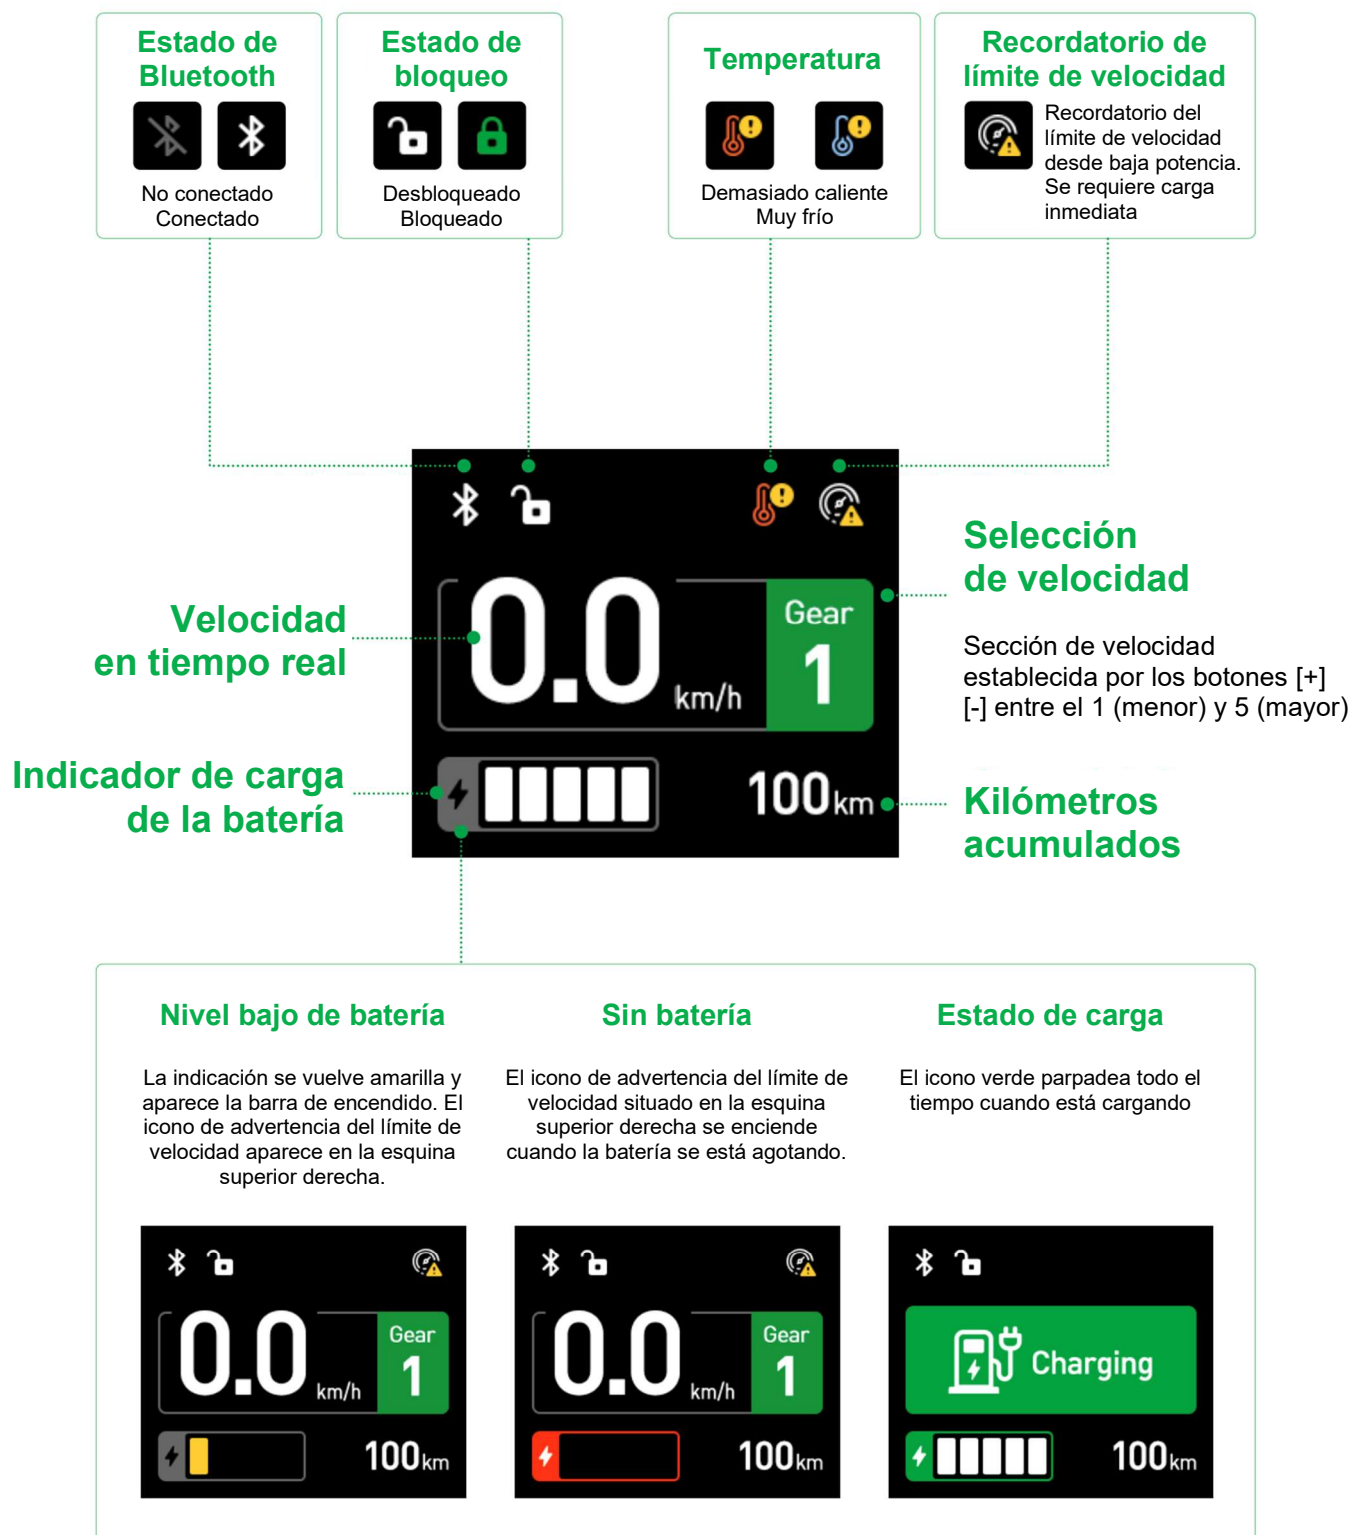 Estado de
Bluetooth
No conectado
Conectado
Estado de
bloqueo
Desbloqueado
Bloqueado
Temperatura
Demasiado caliente
Muy frío
Recordatorio de
límite de velocidad
Recordatorio del
límite de velocidad
desde baja potencia.
Se requiere carga
inmediata
Velocidad
en tiempo real
0.0
km/h
Gear
1
Selección
de velocidad
Sección de velocidad
establecida por los botones [+]
[-] entre el 1 (menor) y 5 (mayor)
Indicador de carga
de la batería
100km
Kilómetros
acumulados
Nivel bajo de batería
La indicación se vuelve amarilla y
aparece la barra de encendido. El
icono de advertencia del límite de
velocidad aparece en la esquina
superior derecha.
0.0
km/h
Gear
1
100km
Sin batería
El icono de advertencia del límite de
velocidad situado en la esquina
superior derecha se enciende
cuando la batería se está agotando.
0.0
km/h
Gear
1
100km
Estado de carga
El icono verde parpadea todo el
tiempo cuando está cargando
Charging
100km